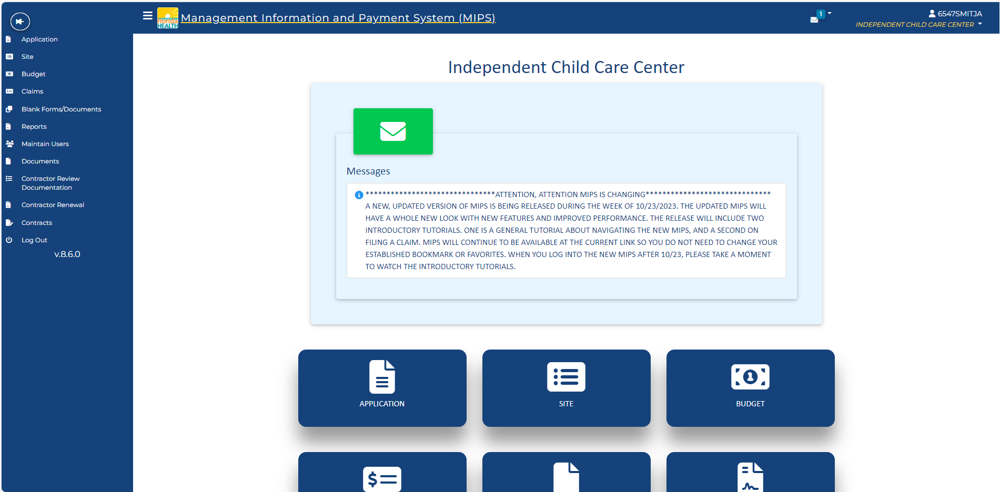 Florida
HEALTH
Management Information and Payment System (MIPS)
1
6547SMITJA
INDEPENDENT CHILD CARE CENTER
Application
Site
Budget
Claims
Blank Forms/Documents
Reports
Maintain Users
Documents
Contractor Review
Documentation
Contractor Renewal
Contracts
Log Out
v.8.6.0
Independent Child Care Center
Messages
*******************************ATTENTION, ATTENTION MIPS IS CHANGING******************************
A NEW, UPDATED VERSION OF MIPS IS BEING RELEASED DURING THE WEEK OF 10/23/2023. THE UPDATED MIPS WILL
HAVE A WHOLE NEW LOOK WITH NEW FEATURES AND IMPROVED PERFORMANCE. THE RELEASE WILL INCLUDE TWO
INTRODUCTORY TUTORIALS. ONE IS A GENERAL TUTORIAL ABOUT NAVIGATING THE NEW MIPS, AND A SECOND ON
FILING A CLAIM. MIPS WILL CONTINUE TO BE AVAILABLE AT THE CURRENT LINK SO YOU DO NOT NEED TO CHANGE YOUR
ESTABLISHED BOOKMARK OR FAVORITES. WHEN YOU LOG INTO THE NEW MIPS AFTER 10/23, PLEASE TAKE A MOMENT
TO WATCH THE INTRODUCTORY TUTORIALS.
APPLICATION
SITE
BUDGET